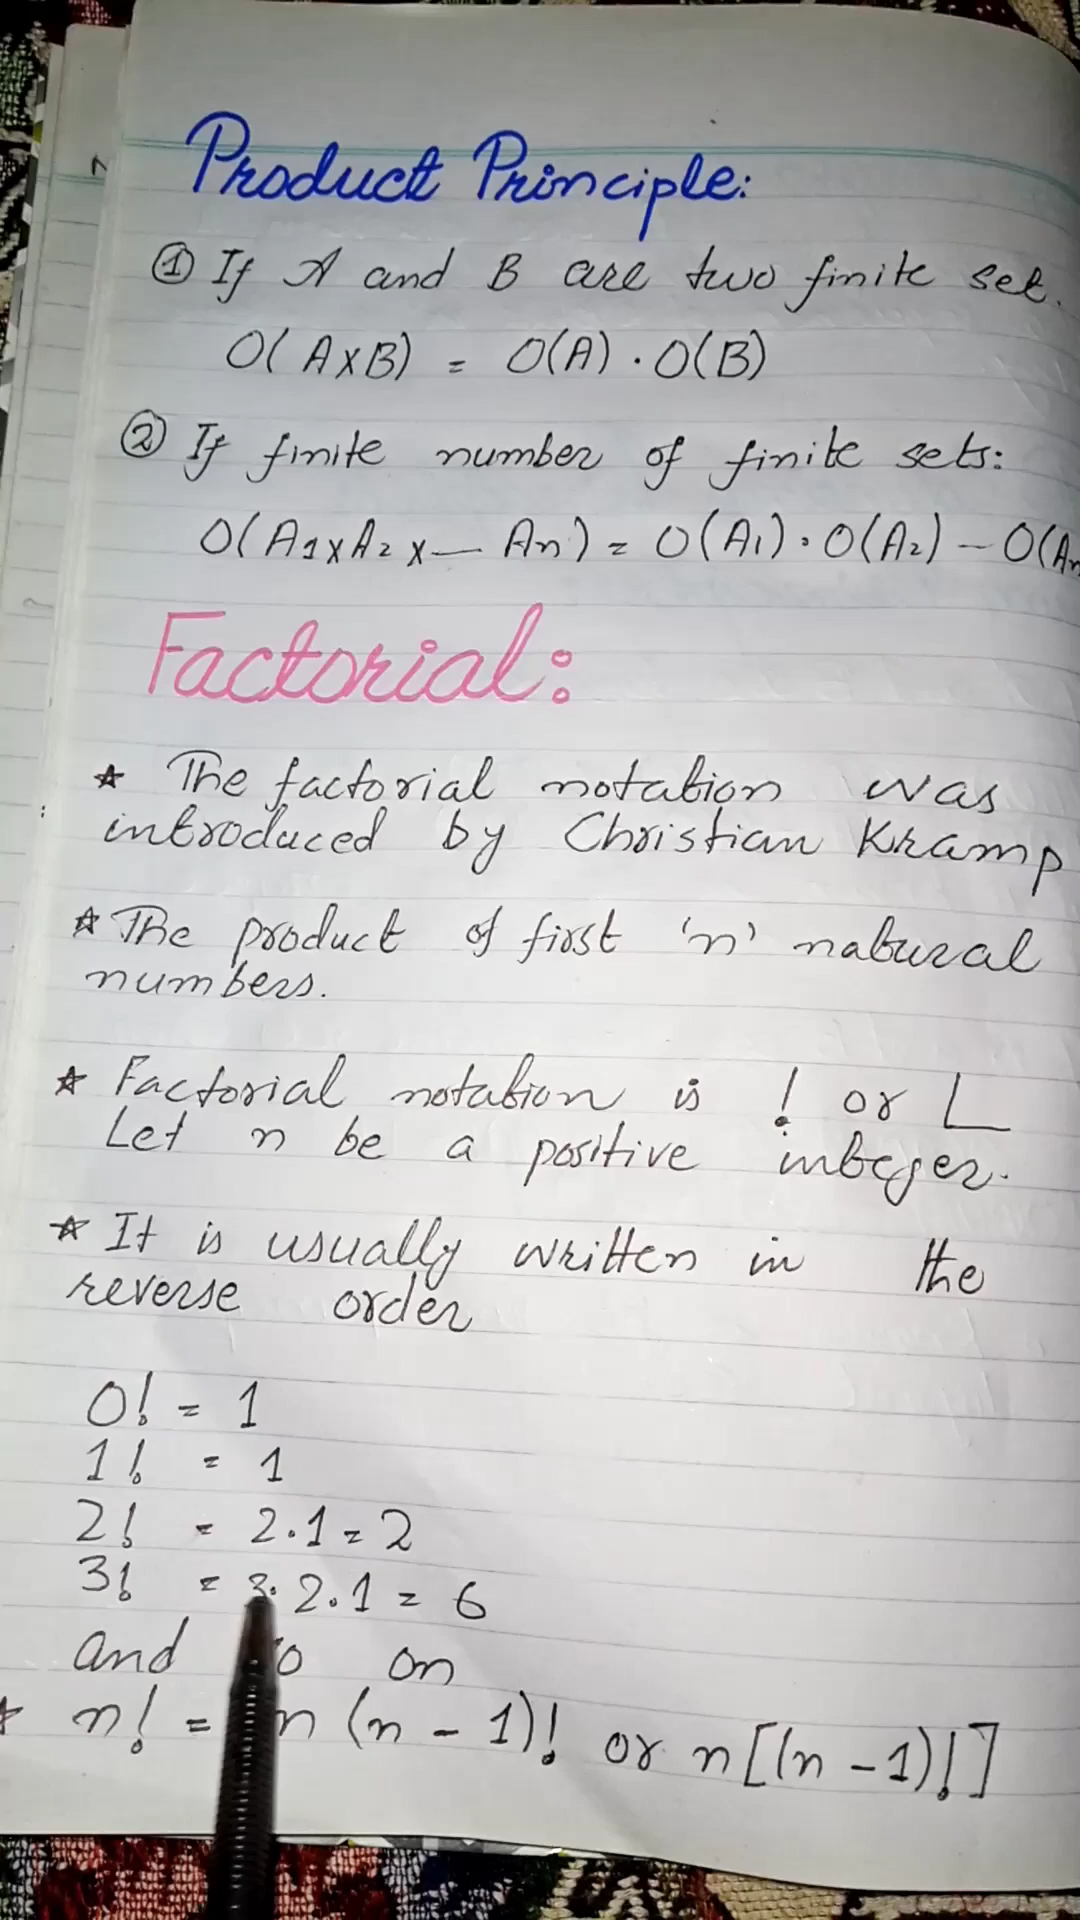 Product Principle:
① If A and B are two finite set.
O(A×B) = O(A) · O(B)
② If finite number of finite sets:
O(A1×A2×— An) = O(A1) · O(A2) — O(An
Factorial:
☆ The factorial notation was
introduced by Christian Kramp
☆ The product of first 'n' natural
numbers.
☆ Factorial notation is ! or L
Let n be a positive integer.
☆ It is usually written in the
reverse order
0! = 1
1! = 1
2! = 2.1 = 2
3! = 3.2.1 = 6
and so on
☆ n! = n (n - 1)! or n[(n - 1)!]